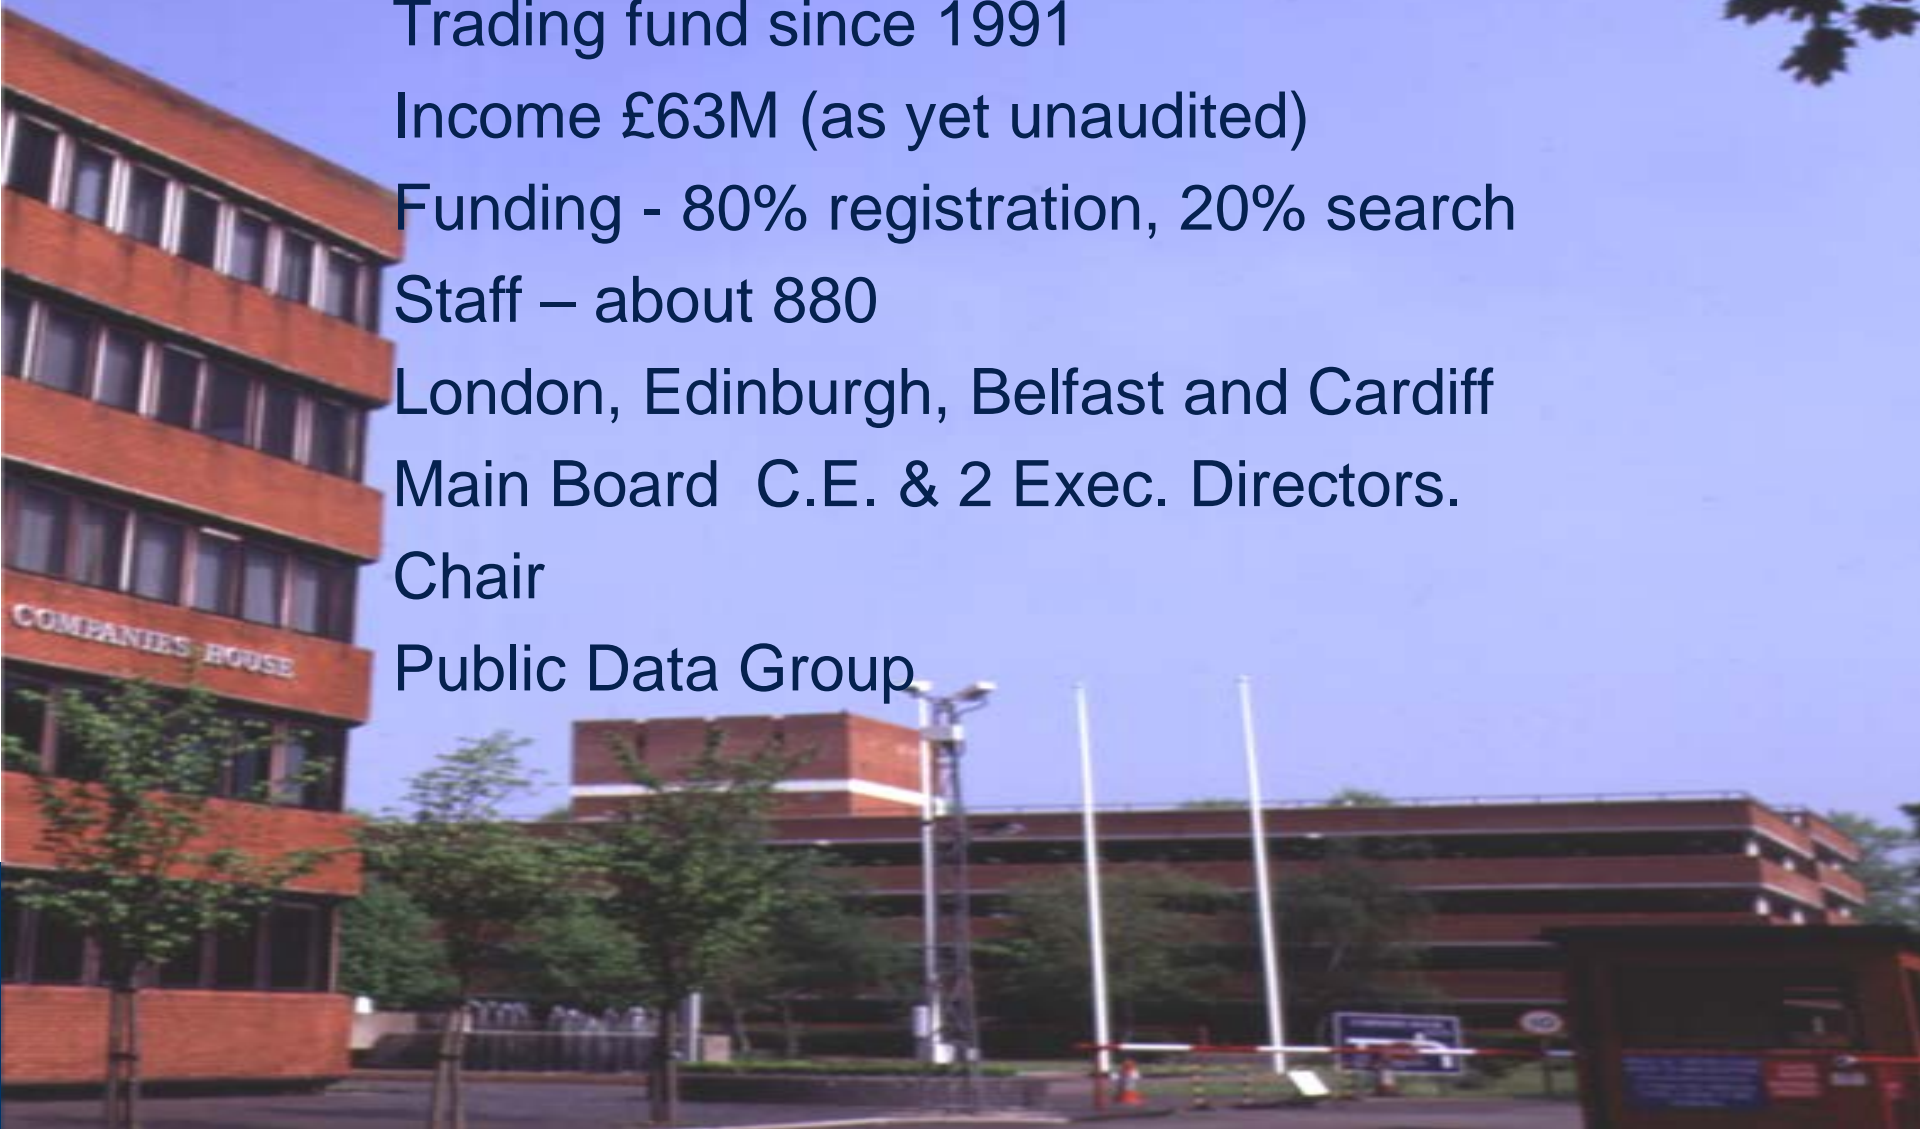 Trading fund since 1991
Income £63M (as yet unaudited)
Funding - 80% registration, 20% search
Staff – about 880
London, Edinburgh, Belfast and Cardiff
Main Board  C.E. & 2 Exec. Directors.
Chair
Public Data Group
COMPANIES HOUSE